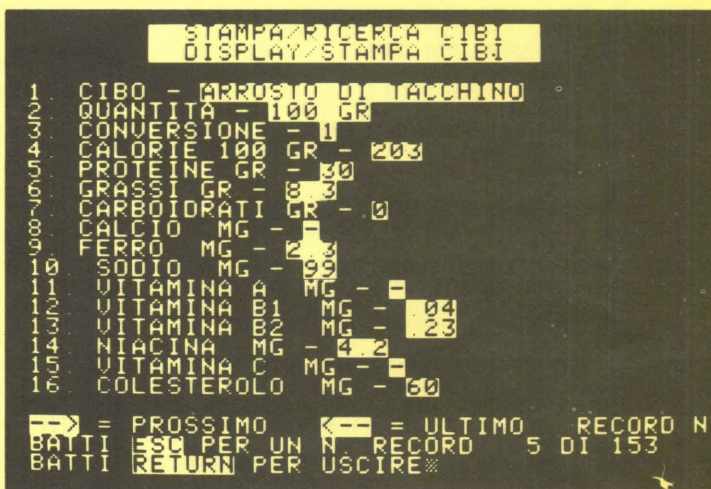 STAMPA/RICERCA CIBI
DISPLAY/STAMPA CIBI
1. CIBO - ARROSTO DI TACCHINO
2. QUANTITÀ - 100 GR
3. CONVERSIONE - 1
4. CALORIE 100 GR - 203
5. PROTEINE GR - 30
6. GRASSI GR - 8.3
7. CARBOIDRATI GR - 0
8. CALCIO MG - -
9. FERRO MG - 2.3
10. SODIO MG - 99
11. VITAMINA A MG - -
12. VITAMINA B1 MG - .04
13. VITAMINA B2 MG - .23
14. NIACINA MG - 4.2
15. VITAMINA C MG - -
16. COLESTEROLO MG - 60
--> = PROSSIMO <-- = ULTIMO RECORD N
BATTI ESC PER UN N. RECORD 5 DI 153
BATTI RETURN PER USCIRE